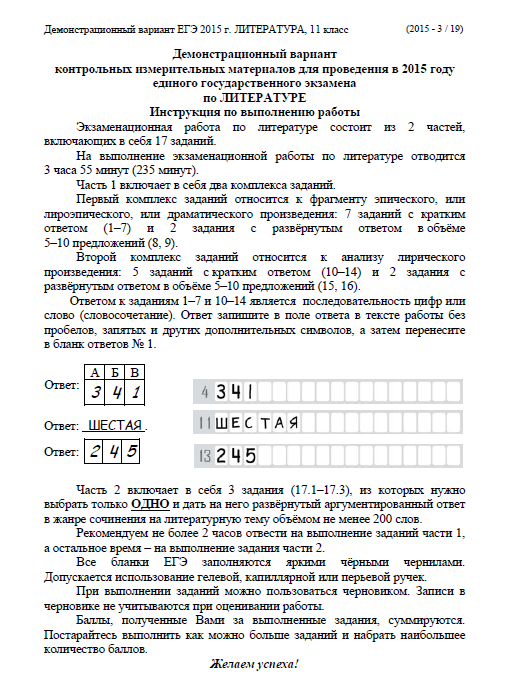 Демонстрационный вариант ЕГЭ 2015 г. ЛИТЕРАТУРА, 11 класс (2015 - 3 / 19)
Демонстрационный вариант
контрольных измерительных материалов для проведения в 2015 году
единого государственного экзамена
по ЛИТЕРАТУРЕ
Инструкция по выполнению работы
Экзаменационная работа по литературе состоит из 2 частей,
включающих в себя 17 заданий.
На выполнение экзаменационной работы по литературе отводится
3 часа 55 минут (235 минут).
Часть 1 включает в себя два комплекса заданий.
Первый комплекс заданий относится к фрагменту эпического, или
лироэпического, или драматического произведения: 7 заданий с кратким
ответом (1–7) и 2 задания с развёрнутым ответом в объёме
5–10 предложений (8, 9).
Второй комплекс заданий относится к анализу лирического
произведения: 5 заданий с кратким ответом (10–14) и 2 задания с
развёрнутым ответом в объёме 5–10 предложений (15, 16).
Ответом к заданиям 1–7 и 10–14 является последовательность цифр или
слово (словосочетание). Ответ запишите в поле ответа в тексте работы без
пробелов, запятых и других дополнительных символов, а затем перенесите
в бланк ответов № 1.
А Б В
Ответ: 3 4 1 4 3 4 1
Ответ: ШЕСТАЯ. 11 ШЕСТАЯ
Ответ: 2 4 5 13 2 4 5
Часть 2 включает в себя 3 задания (17.1–17.3), из которых нужно
выбрать только ОДНО и дать на него развёрнутый аргументированный ответ
в жанре сочинения на литературную тему объёмом не менее 200 слов.
Рекомендуем не более 2 часов отвести на выполнение заданий части 1,
а остальное время – на выполнение задания части 2.
Все бланки ЕГЭ заполняются яркими чёрными чернилами.
Допускается использование гелевой, капиллярной или перьевой ручек.
При выполнении заданий можно пользоваться черновиком. Записи в
черновике не учитываются при оценивании работы.
Баллы, полученные Вами за выполненные задания, суммируются.
Постарайтесь выполнить как можно больше заданий и набрать наибольшее
количество баллов.
Желаем успеха!